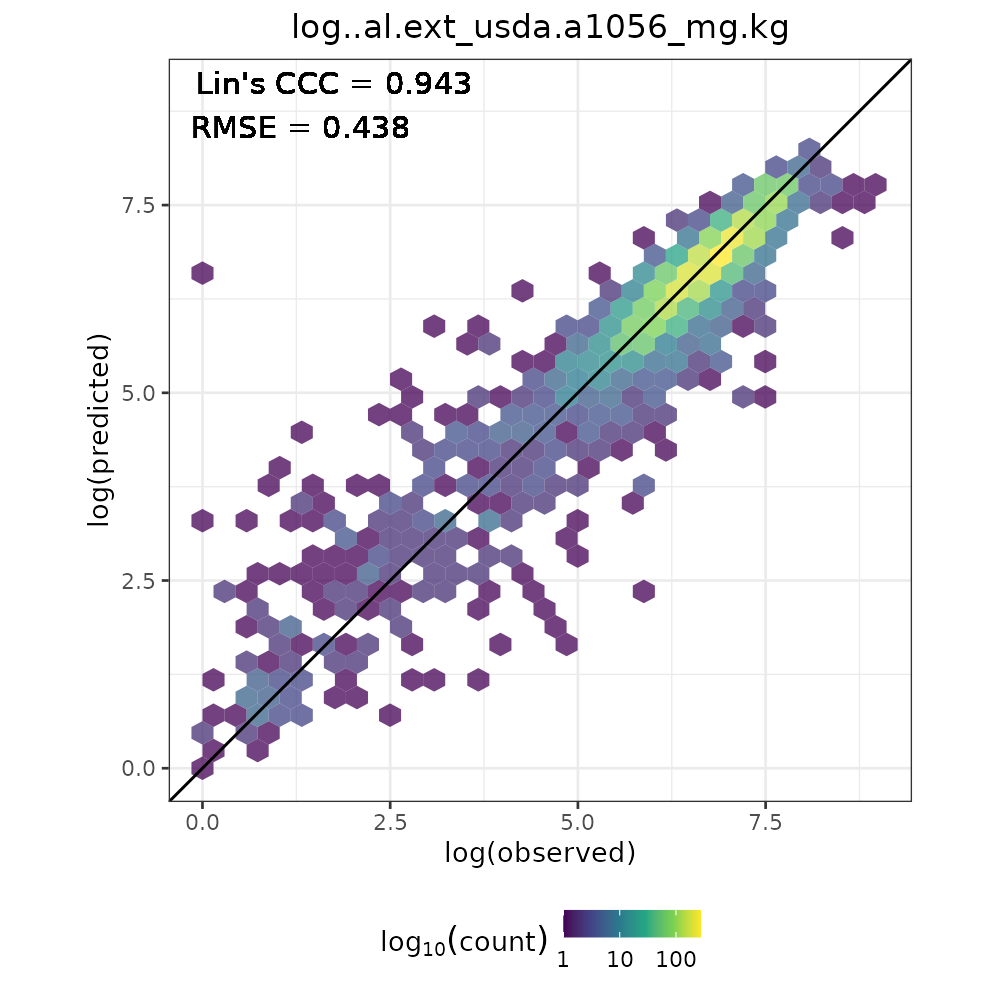 log..al.ext_usda.a1056_mg.kg
Lin's CCC = 0.943
RMSE = 0.438
log(predicted)
7.5
5.0
2.5
0.0
0.0 2.5 5.0 7.5
log(observed)
log₁₀(count)
1 10 100